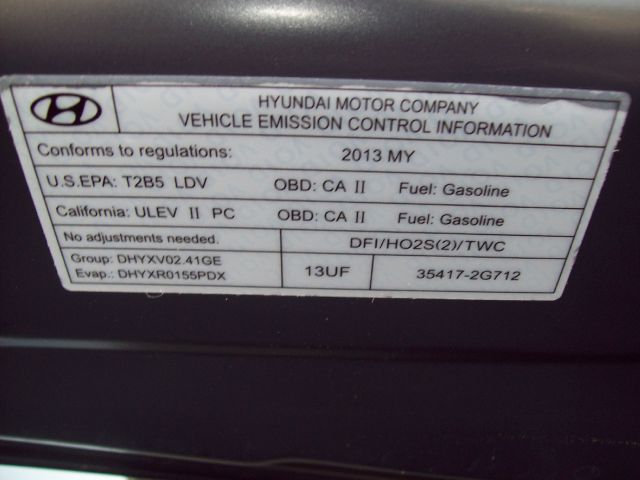 HYUNDAI MOTOR COMPANY
VEHICLE EMISSION CONTROL INFORMATION
Conforms to regulations: 2013 MY
U.S.EPA: T2B5 LDV OBD: CA II Fuel: Gasoline
California: ULEV II PC OBD: CA II Fuel: Gasoline
No adjustments needed. DFI/HO2S(2)/TWC
Group: DHYXV02.41GE
Evap.: DHYXR0155PDX
13UF 35417-2G712